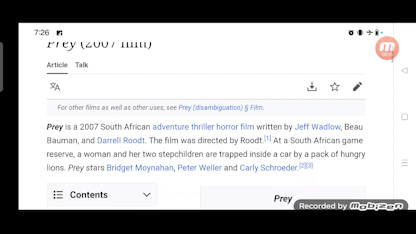 7:26
Prey (2007 film)
Article Talk
For other films as well as other uses, see Prey (disambiguation) § Film.
Prey is a 2007 South African adventure thriller horror film written by Jeff Wadlow, Beau
Bauman, and Darrell Roodt. The film was directed by Roodt.[1] At a South African game
reserve, a woman and her two stepchildren are trapped inside a car by a pack of hungry
lions. Prey stars Bridget Moynahan, Peter Weller and Carly Schroeder.[2][3]
Contents
Prey
Recorded by Mobizen